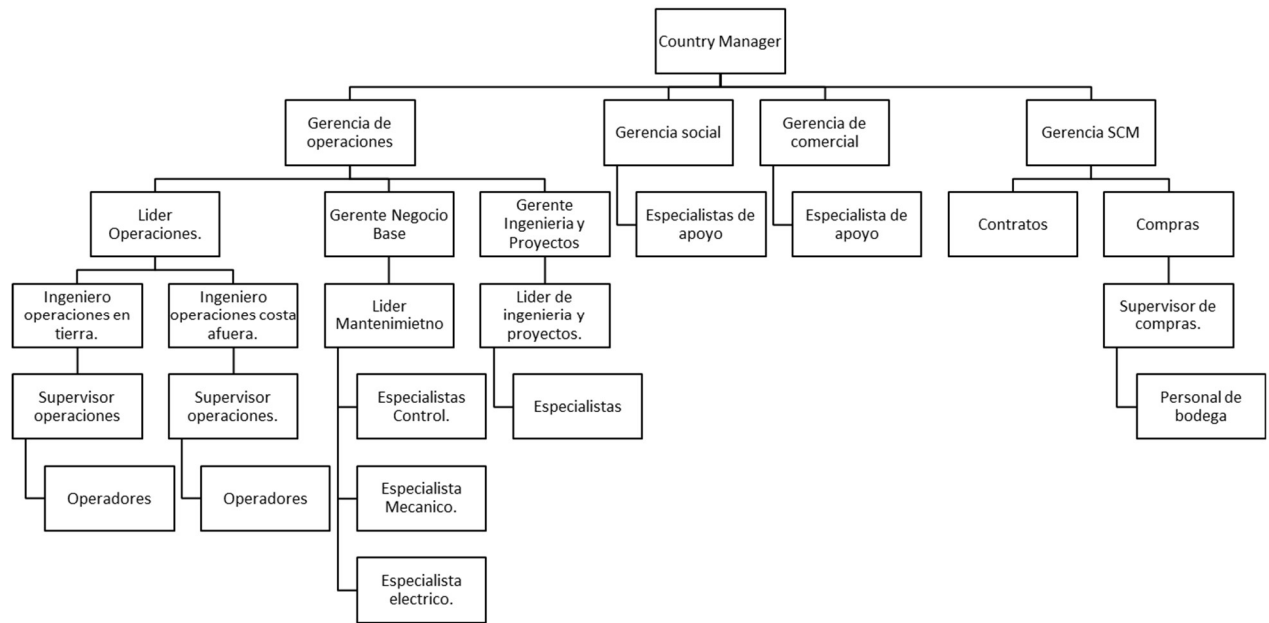 Country Manager
Gerencia de
operaciones
Gerencia social
Gerencia de
comercial
Gerencia SCM
Lider
Operaciones.
Gerente Negocio
Base
Gerente
Ingenieria y
Proyectos
Especialistas de
apoyo
Especialista de
apoyo
Contratos
Compras
Ingeniero
operaciones en
tierra.
Ingeniero
operaciones costa
afuera.
Lider
Mantenimietno
Lider de
ingenieria y
proyectos.
Supervisor de
compras.
Supervisor
operaciones
Supervisor
operaciones.
Especialistas
Control.
Especialistas
Personal de
bodega
Operadores
Operadores
Especialista
Mecanico.
Especialista
electrico.